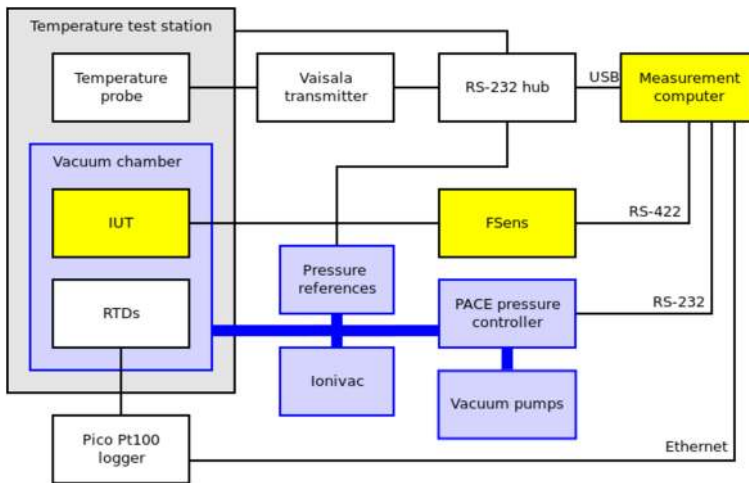 Temperature test station
Temperature
probe
Vaisala
transmitter
RS-232 hub
USB
Measurement
computer
Vacuum chamber
IUT
FSens
RS-422
Pressure
references
RTDs
PACE pressure
controller
RS-232
Ionivac
Vacuum pumps
Pico Pt100
logger
Ethernet